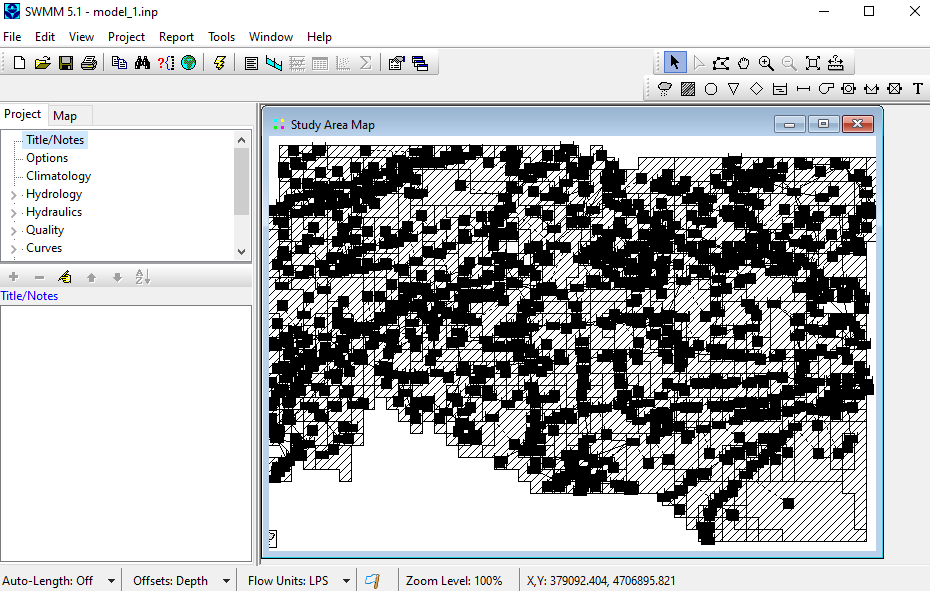 SWMM 5.1 - model_1.inp
File Edit View Project Report Tools Window Help
T
Project Map
Title/Notes
Options
Climatology
Hydrology
Hydraulics
Quality
Curves
Title/Notes
Study Area Map
Auto-Length: Off Offsets: Depth Flow Units: LPS Zoom Level: 100% X,Y: 379092.404, 4706895.821